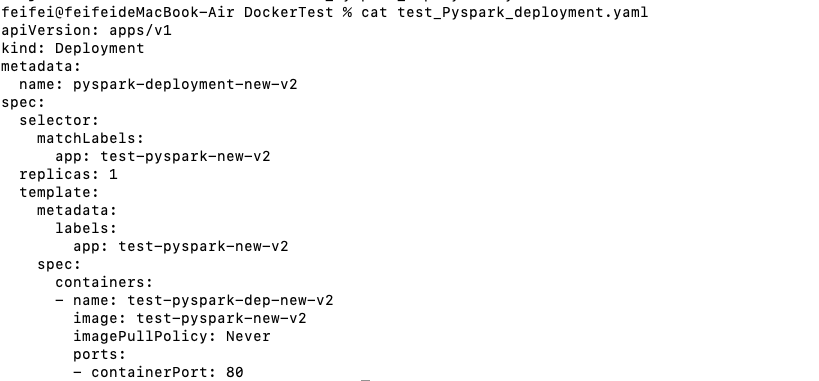 feifei@feifeideMacBook-Air DockerTest % cat test_Pyspark_deployment.yaml
apiVersion: apps/v1
kind: Deployment
metadata:
  name: pyspark-deployment-new-v2
spec:
  selector:
    matchLabels:
      app: test-pyspark-new-v2
  replicas: 1
  template:
    metadata:
      labels:
        app: test-pyspark-new-v2
    spec:
      containers:
      - name: test-pyspark-dep-new-v2
        image: test-pyspark-new-v2
        imagePullPolicy: Never
        ports:
        - containerPort: 80